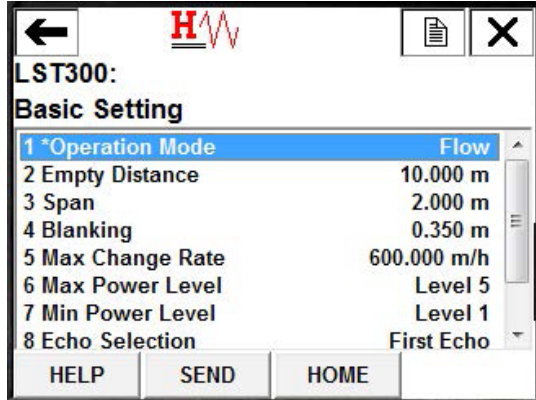 H
LST300:
Basic Setting
1 *Operation Mode Flow
2 Empty Distance 10.000 m
3 Span 2.000 m
4 Blanking 0.350 m
5 Max Change Rate 600.000 m/h
6 Max Power Level Level 5
7 Min Power Level Level 1
8 Echo Selection First Echo
HELP SEND HOME